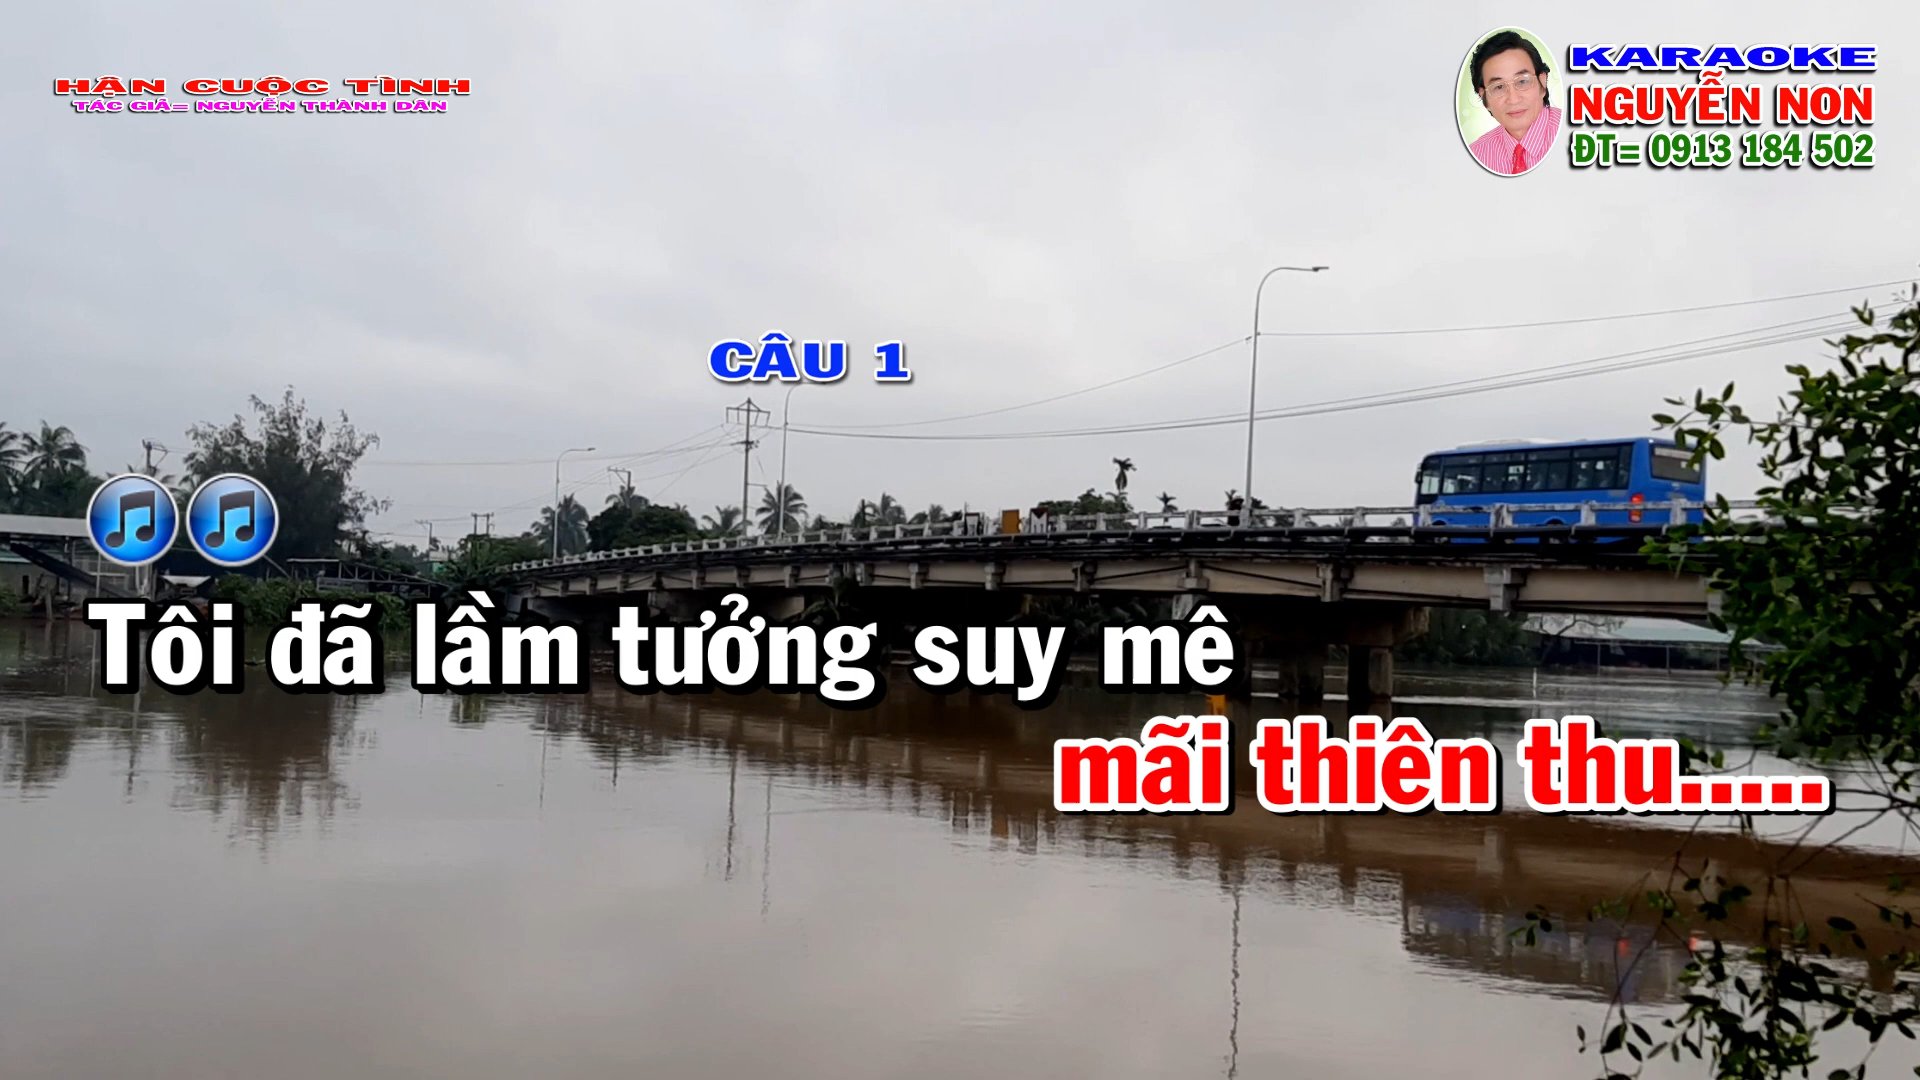 HẬN CUỘC TÌNH
TÁC GIẢ= NGUYỄN THÀNH DÂN
KARAOKE
NGUYỄN NON
ĐT= 0913 184 502
CÂU 1
Tôi đã lầm tưởng suy mê
mãi thiên thu.....